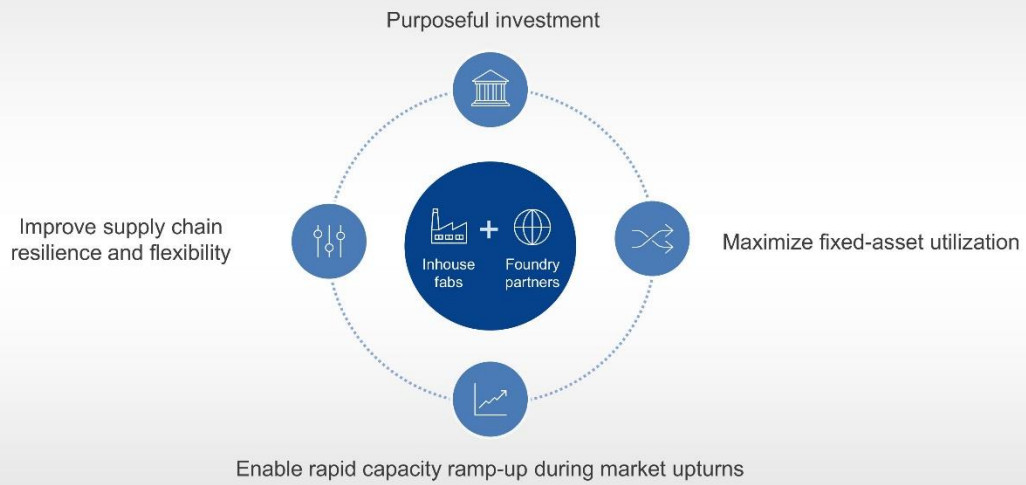 Purposeful investment
Improve supply chain
resilience and flexibility
+
Inhouse
fabs
Foundry
partners
Maximize fixed-asset utilization
Enable rapid capacity ramp-up during market upturns